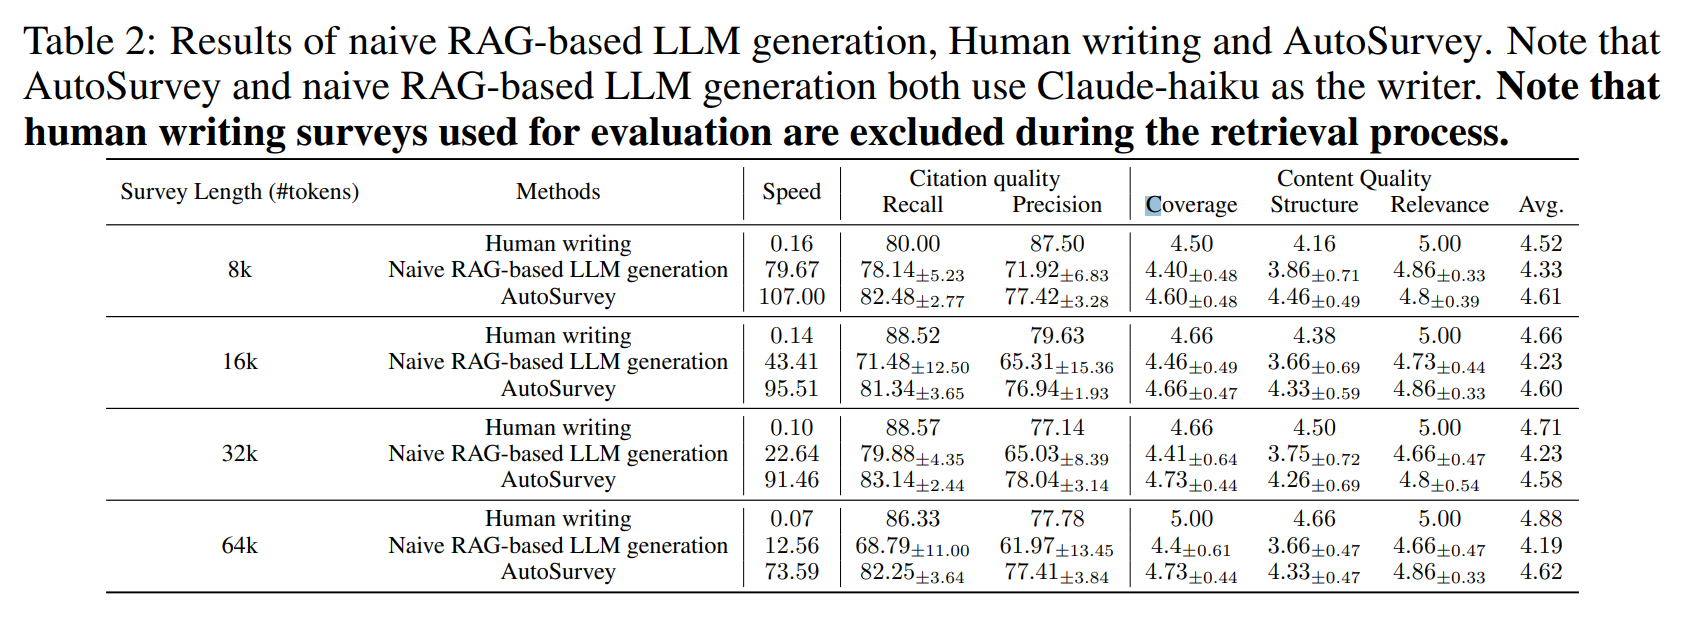 Table 2: Results of naive RAG-based LLM generation, Human writing and AutoSurvey. Note that
AutoSurvey and naive RAG-based LLM generation both use Claude-haiku as the writer. Note that
human writing surveys used for evaluation are excluded during the retrieval process.
Survey Length (#tokens) Methods Speed Citation quality Content Quality
Recall Precision Coverage Structure Relevance Avg.
Human writing 0.16 80.00 87.50 4.50 4.16 5.00 4.52
8k Naive RAG-based LLM generation 79.67 78.14±5.23 71.92±6.83 4.40±0.48 3.86±0.71 4.86±0.33 4.33
AutoSurvey 107.00 82.48±2.77 77.42±3.28 4.60±0.48 4.46±0.49 4.8±0.39 4.61
Human writing 0.14 88.52 79.63 4.66 4.38 5.00 4.66
16k Naive RAG-based LLM generation 43.41 71.48±12.50 65.31±15.36 4.46±0.49 3.66±0.69 4.73±0.44 4.23
AutoSurvey 95.51 81.34±3.65 76.94±1.93 4.66±0.47 4.33±0.59 4.86±0.33 4.60
Human writing 0.10 88.57 77.14 4.66 4.50 5.00 4.71
32k Naive RAG-based LLM generation 22.64 79.88±4.35 65.03±8.39 4.41±0.64 3.75±0.72 4.66±0.47 4.23
AutoSurvey 91.46 83.14±2.44 78.04±3.14 4.73±0.44 4.26±0.69 4.8±0.54 4.58
Human writing 0.07 86.33 77.78 5.00 4.66 5.00 4.88
64k Naive RAG-based LLM generation 12.56 68.79±11.00 61.97±13.45 4.4±0.61 3.66±0.47 4.66±0.47 4.19
AutoSurvey 73.59 82.25±3.64 77.41±3.84 4.73±0.44 4.33±0.47 4.86±0.33 4.62